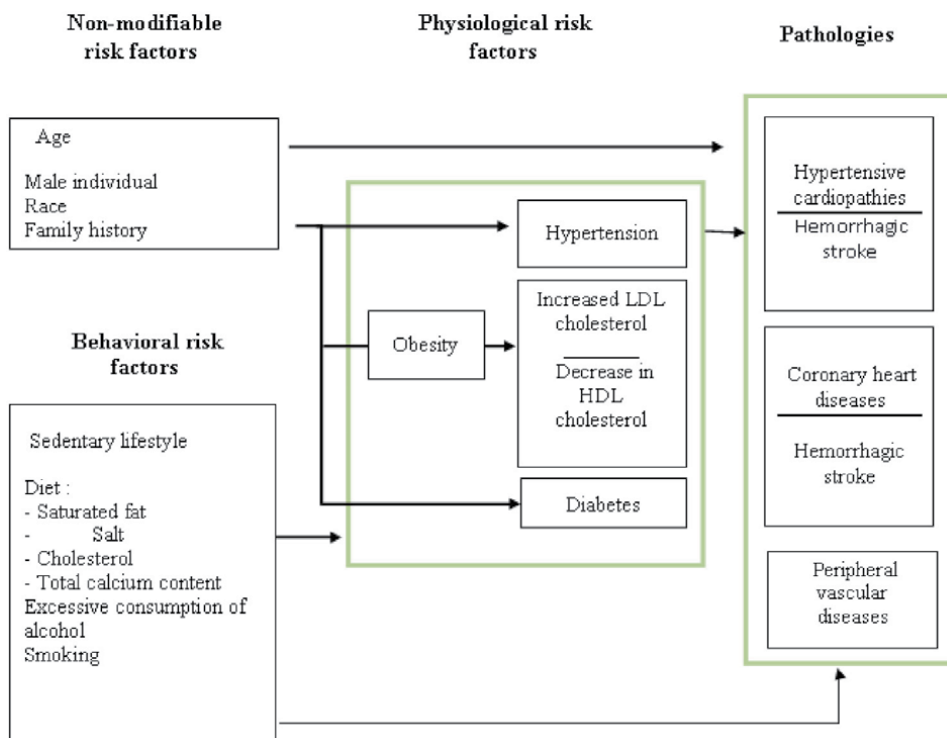 Non-modifiable
risk factors
Age
Male individual
Race
Family history
Behavioral risk
factors
Sedentary lifestyle
Diet :
- Saturated fat
- Salt
- Cholesterol
- Total calcium content
Excessive consumption of
alcohol
Smoking
Physiological risk
factors
Hypertension
Obesity
Increased LDL
cholesterol
Decrease in
HDL
cholesterol
Diabetes
Pathologies
Hypertensive
cardiopathies
Hemorrhagic
stroke
Coronary heart
diseases
Hemorrhagic
stroke
Peripheral
vascular
diseases